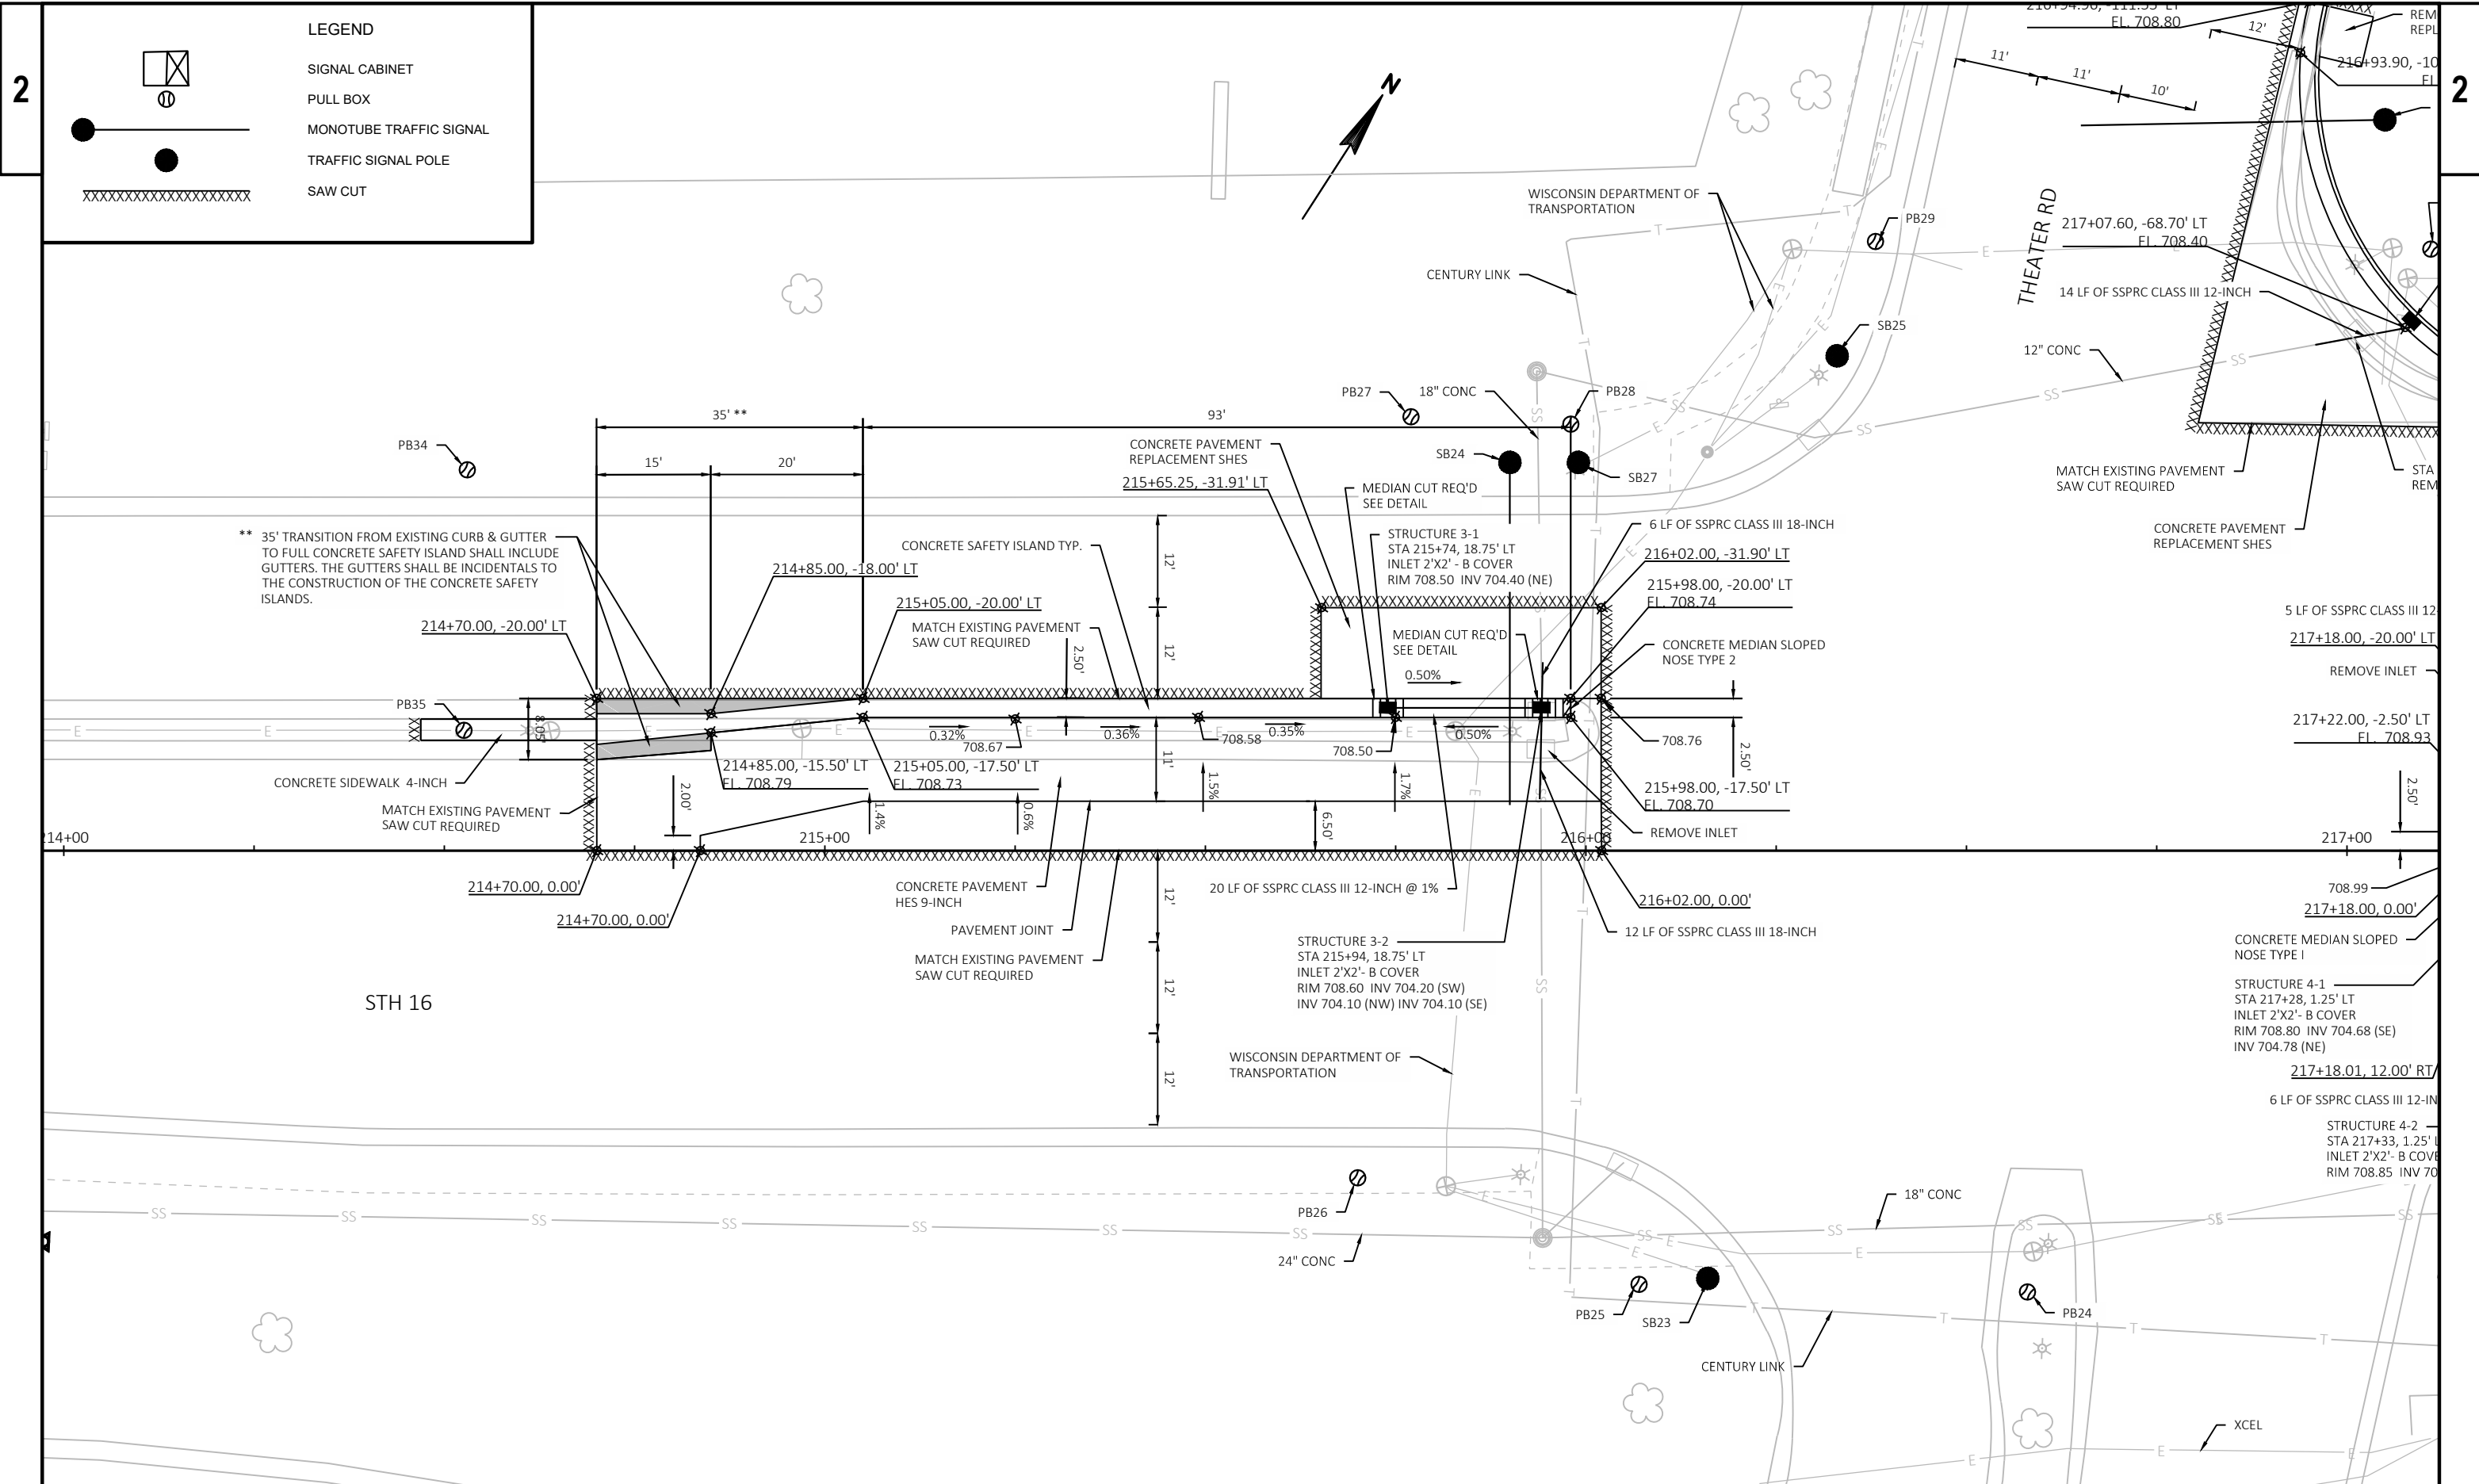 2
LEGEND
SIGNAL CABINET
PULL BOX
MONOTUBE TRAFFIC SIGNAL
TRAFFIC SIGNAL POLE
SAW CUT
N
EL. 708.80
12'
216+93.90, -10
11'
11'
10'
2
WISCONSIN DEPARTMENT OF
TRANSPORTATION
PB29
THEATER RD
217+07.60, -68.70' LT
EL. 708.40
CENTURY LINK
14 LF OF SSPRC CLASS III 12-INCH
SB25
12" CONC
PB27
18" CONC
PB28
35' **
93'
PB34
15'
20'
CONCRETE PAVEMENT
REPLACEMENT SHES
215+65.25, -31.91' LT
SB24
SB27
MEDIAN CUT REQ'D
SEE DETAIL
MATCH EXISTING PAVEMENT
SAW CUT REQUIRED
STA
REM
CONCRETE PAVEMENT
REPLACEMENT SHES
** 35' TRANSITION FROM EXISTING CURB & GUTTER
TO FULL CONCRETE SAFETY ISLAND SHALL INCLUDE
GUTTERS. THE GUTTERS SHALL BE INCIDENTALS TO
THE CONSTRUCTION OF THE CONCRETE SAFETY
ISLANDS.
CONCRETE SAFETY ISLAND TYP.
12'
STRUCTURE 3-1
STA 215+74, 18.75' LT
INLET 2'X2' - B COVER
RIM 708.50 INV 704.40 (NE)
6 LF OF SSPRC CLASS III 18-INCH
216+02.00, -31.90' LT
214+85.00, -18.00' LT
215+98.00, -20.00' LT
EL. 708.74
215+05.00, -20.00' LT
214+70.00, -20.00' LT
MATCH EXISTING PAVEMENT
SAW CUT REQUIRED
2.50'
12'
MEDIAN CUT REQ'D
SEE DETAIL
CONCRETE MEDIAN SLOPED
NOSE TYPE 2
5 LF OF SSPRC CLASS III 12-
217+18.00, -20.00' LT
REMOVE INLET
0.50%
PB35
8.00'
0.32%
708.67
0.36%
708.58
0.35%
708.50
0.50%
708.76
2.50'
217+22.00, -2.50' LT
EL. 708.93
CONCRETE SIDEWALK 4-INCH
214+85.00, -15.50' LT
EL. 708.79
215+05.00, -17.50' LT
EL. 708.73
11'
1.5%
1.7%
215+98.00, -17.50' LT
EL. 708.70
MATCH EXISTING PAVEMENT
SAW CUT REQUIRED
2.00'
1.4%
0.6%
6.50'
REMOVE INLET
2.50'
14+00
215+00
216+00
217+00
214+70.00, 0.00'
214+70.00, 0.00'
CONCRETE PAVEMENT
HES 9-INCH
20 LF OF SSPRC CLASS III 12-INCH @ 1%
216+02.00, 0.00'
708.99
217+18.00, 0.00'
PAVEMENT JOINT
12'
12 LF OF SSPRC CLASS III 18-INCH
MATCH EXISTING PAVEMENT
SAW CUT REQUIRED
STRUCTURE 3-2
STA 215+94, 18.75' LT
INLET 2'X2'- B COVER
RIM 708.60 INV 704.20 (SW)
INV 704.10 (NW) INV 704.10 (SE)
CONCRETE MEDIAN SLOPED
NOSE TYPE I
STH 16
12'
STRUCTURE 4-1
STA 217+28, 1.25' LT
INLET 2'X2'- B COVER
RIM 708.80 INV 704.68 (SE)
INV 704.78 (NE)
WISCONSIN DEPARTMENT OF
TRANSPORTATION
12'
217+18.01, 12.00' RT
6 LF OF SSPRC CLASS III 12-IN
STRUCTURE 4-2
STA 217+33, 1.25'
INLET 2'X2'- B COVE
RIM 708.85 INV 70
PB26
18" CONC
24" CONC
PB25
SB23
PB24
CENTURY LINK
XCEL